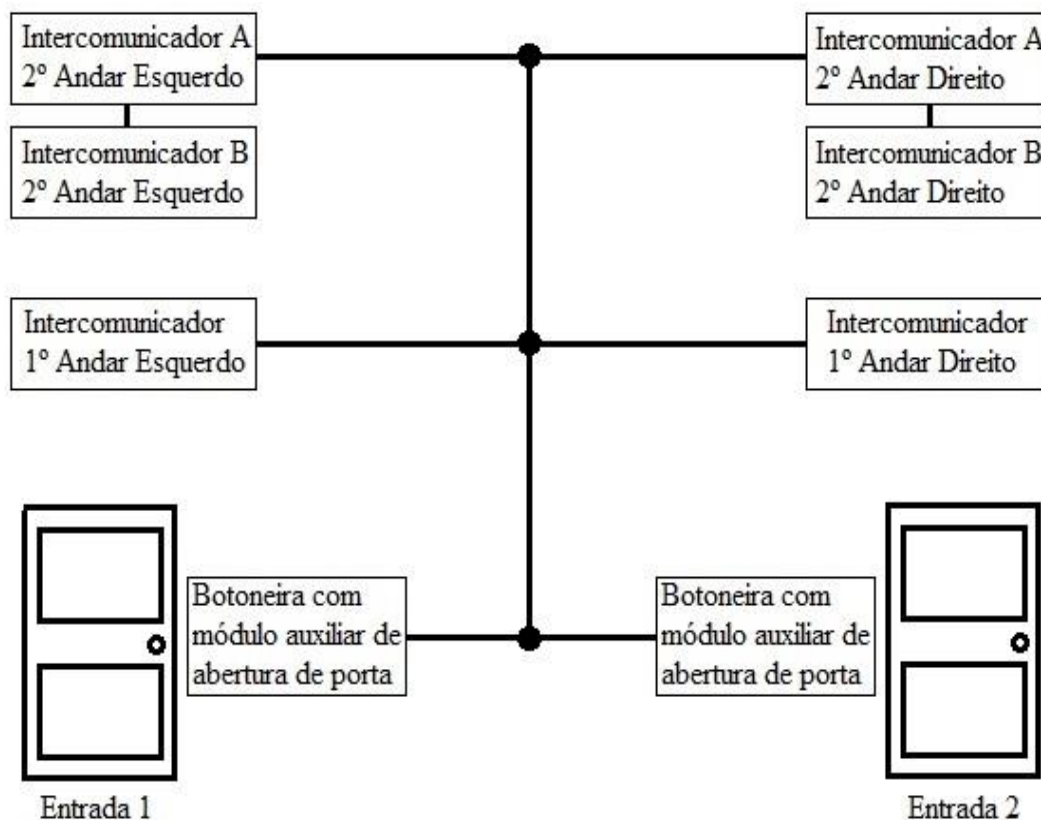 Intercomunicador A
2º Andar Esquerdo
Intercomunicador A
2º Andar Direito
Intercomunicador B
2º Andar Esquerdo
Intercomunicador B
2º Andar Direito
Intercomunicador
1º Andar Esquerdo
Intercomunicador
1º Andar Direito
Botoneira com
módulo auxiliar de
abertura de porta
Botoneira com
módulo auxiliar de
abertura de porta
Entrada 1
Entrada 2